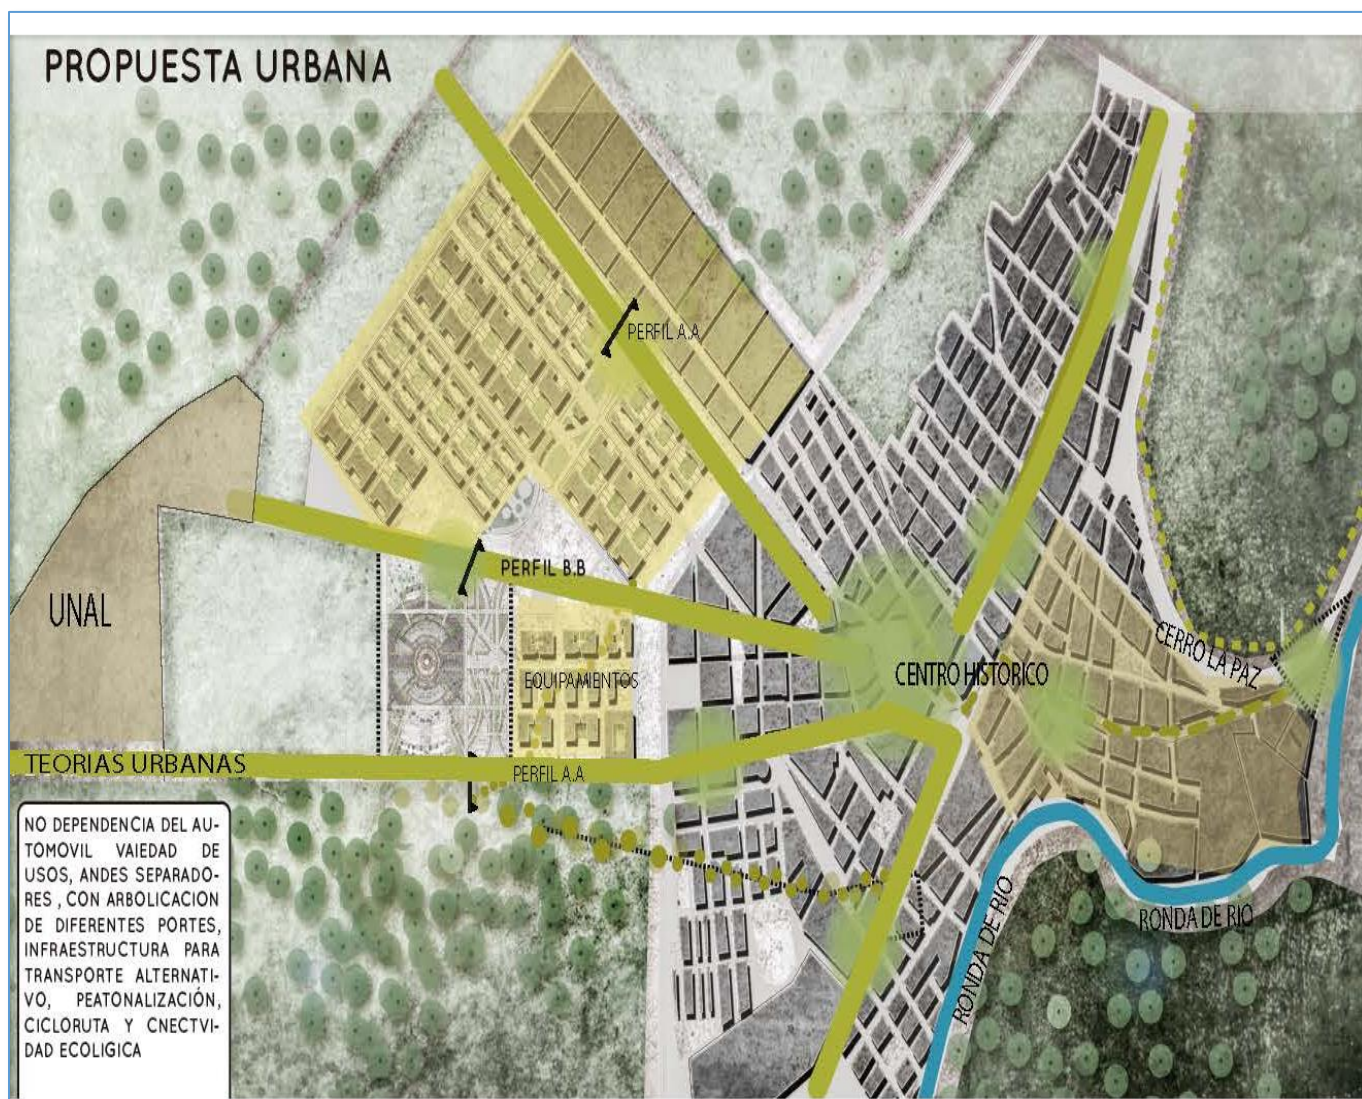 PROPUESTA URBANA
PERFIL A.A
PERFIL B.B
UNAL
EQUIPAMIENTOS
CENTRO HISTORICO
CERRO LA PAZ
TEORIAS URBANAS
PERFIL A.A
NO DEPENDENCIA DEL AU-
TOMOVIL VAIEDAD DE
USOS, ANDES SEPARADO-
RES , CON ARBOLICACION
DE DIFERENTES PORTES,
INFRAESTRUCTURA PARA
TRANSPORTE ALTERNATI-
VO, PEATONALIZACIÓN,
CICLORUTA Y CNECTVI-
DAD ECOLIGICA
RONDA DE RIO
RONDA DE RIO